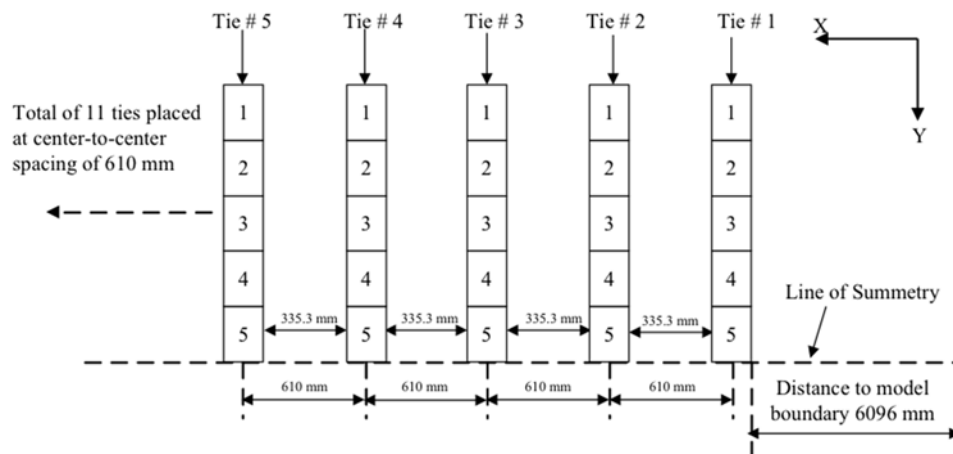 Tie # 5
Tie # 4
Tie # 3
Tie # 2
Tie # 1
X
Y
Total of 11 ties placed
at center-to-center
spacing of 610 mm
1 1 1 1 1
2 2 2 2 2
3 3 3 3 3
4 4 4 4 4
5 5 5 5 5
335.3 mm 335.3 mm 335.3 mm 335.3 mm
Line of Summetry
610 mm 610 mm 610 mm 610 mm
Distance to model
boundary 6096 mm